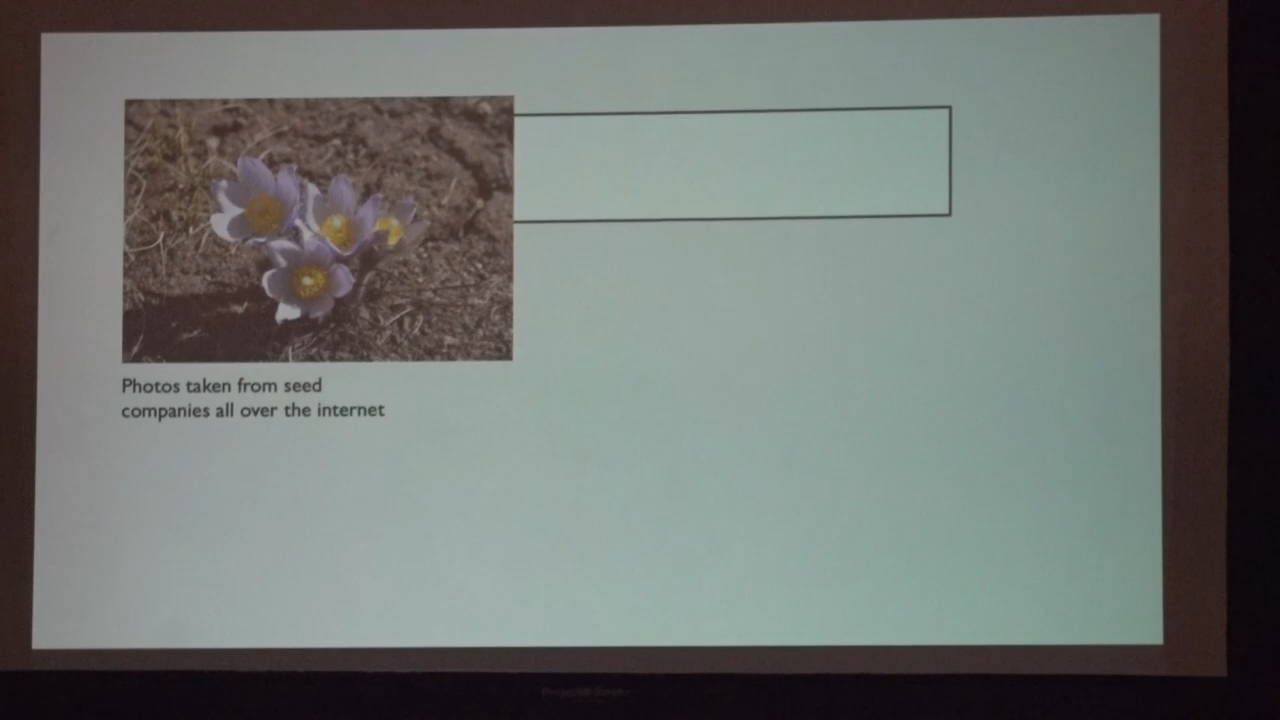 Photos taken from seed
companies all over the internet